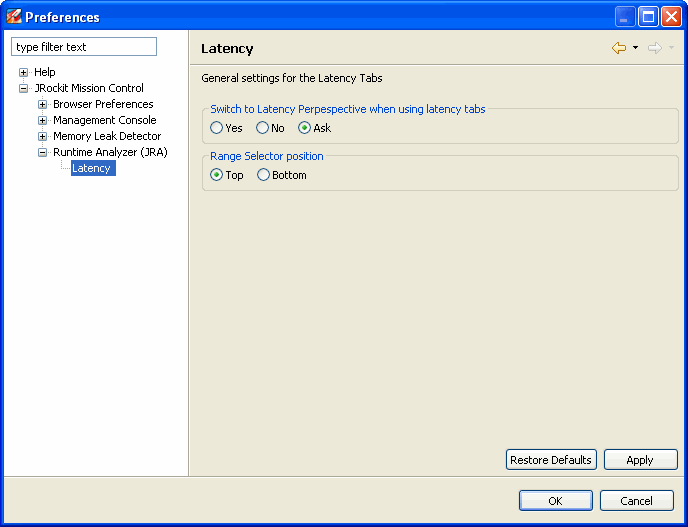 Preferences
type filter text
Help
JRockit Mission Control
Browser Preferences
Management Console
Memory Leak Detector
Runtime Analyzer (JRA)
Latency
Latency
General settings for the Latency Tabs
Switch to Latency Perpespective when using latency tabs
Yes No Ask
Range Selector position
Top Bottom
Restore Defaults Apply
OK Cancel